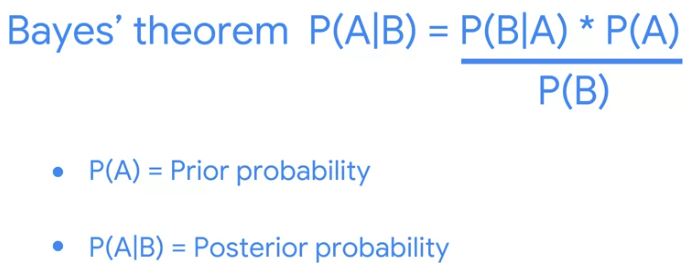 Bayes’ theorem P(A|B) = P(B|A) * P(A)
P(B)
• P(A) = Prior probability
• P(A|B) = Posterior probability